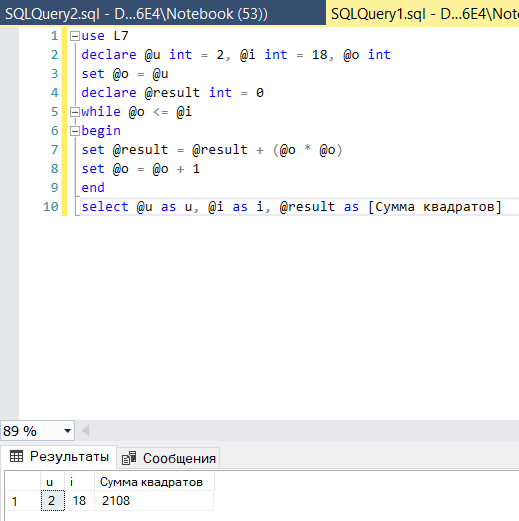 SQLQuery2.sql - D...6E4\Notebook (53))
SQLQuery1.sql - D...6E4\Noteboo
1 use L7
2 declare @u int = 2, @i int = 18, @o int
3 set @o = @u
4 declare @result int = 0
5 while @o <= @i
6 begin
7 set @result = @result + (@o * @o)
8 set @o = @o + 1
9 end
10 select @u as u, @i as i, @result as [Сумма квадратов]
89 %
Результаты Сообщения
u i Сумма квадратов
1 2 18 2108